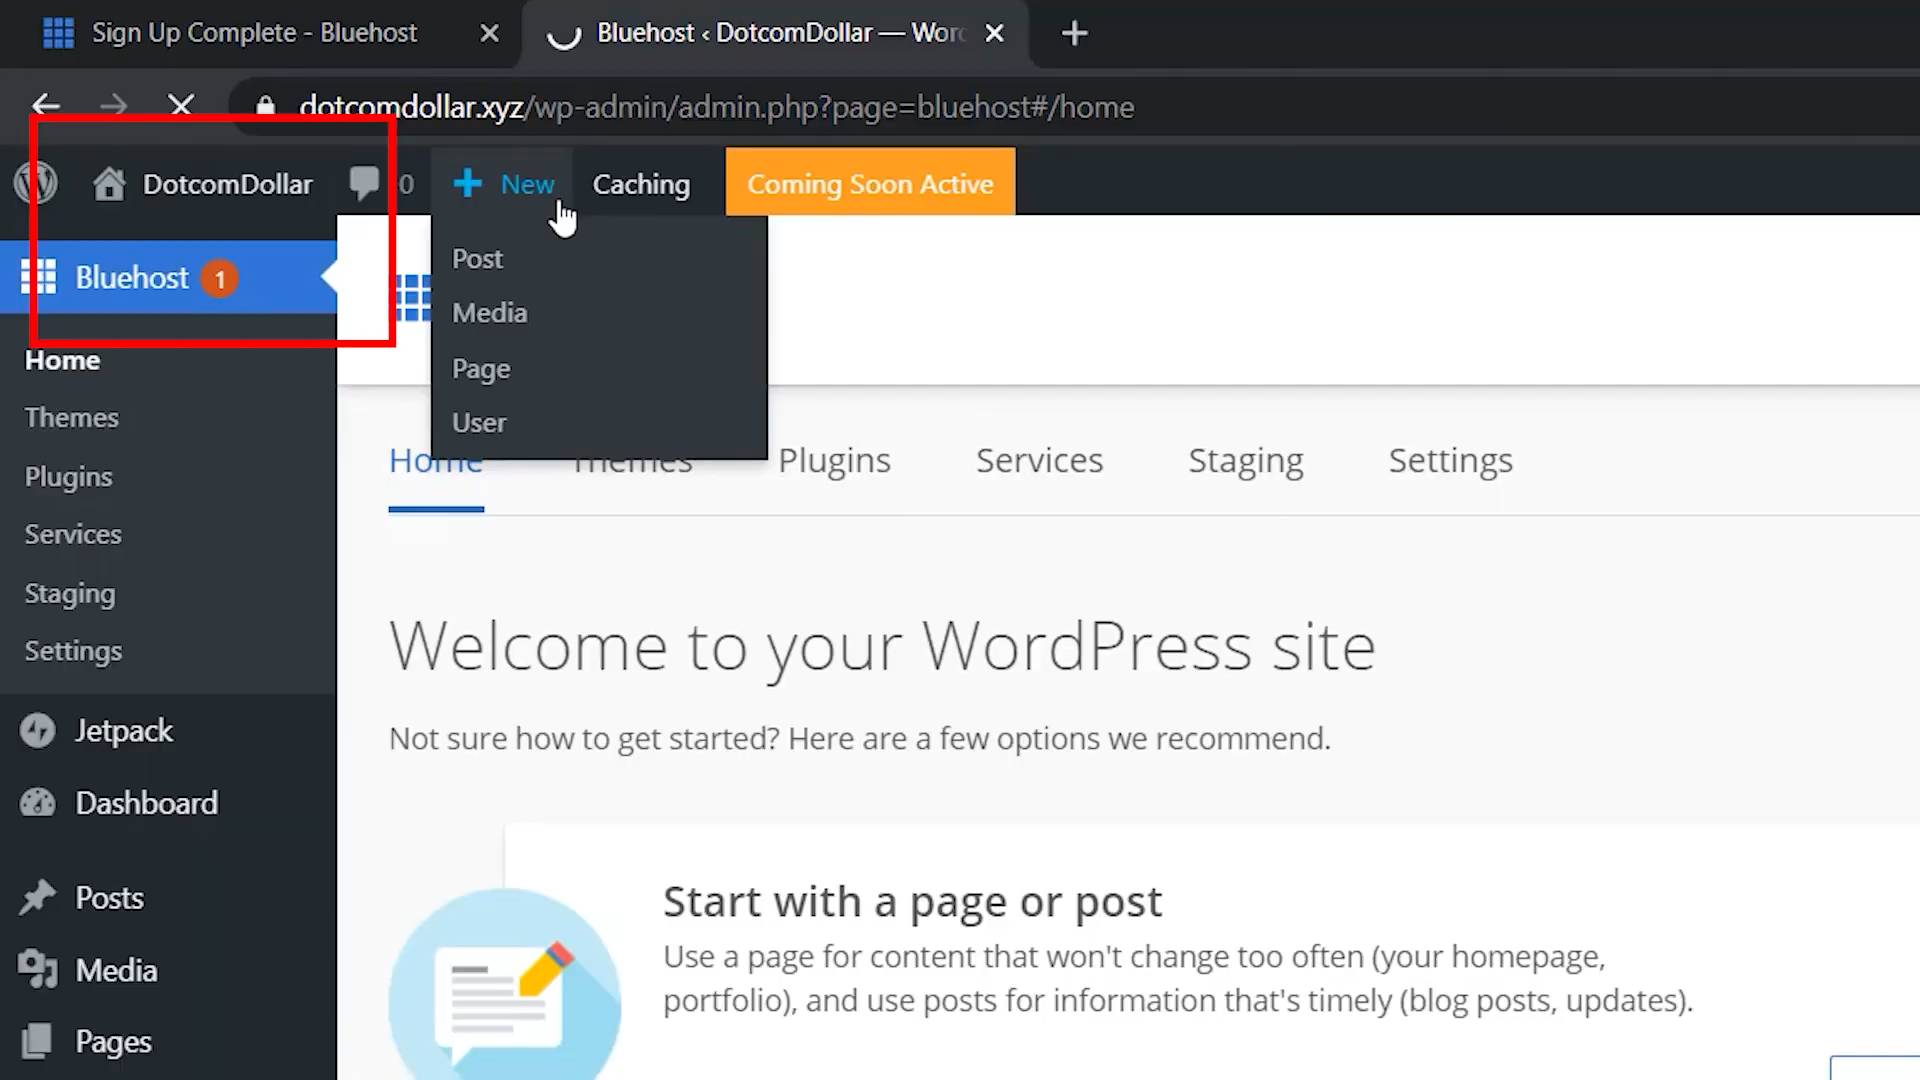 Sign Up Complete - Bluehost
Bluehost ‹ DotcomDollar — Word
dotcomdollar.xyz/wp-admin/admin.php?page=bluehost#/home
DotcomDollar
0
New
Caching
Coming Soon Active
Bluehost 1
Home
Themes
Plugins
Services
Staging
Settings
Jetpack
Dashboard
Posts
Media
Pages
Post
Media
Page
User
Home
Themes
Plugins
Services
Staging
Settings
Welcome to your WordPress site
Not sure how to get started? Here are a few options we recommend.
Start with a page or post
Use a page for content that won't change too often (your homepage,
portfolio), and use posts for information that's timely (blog posts, updates).